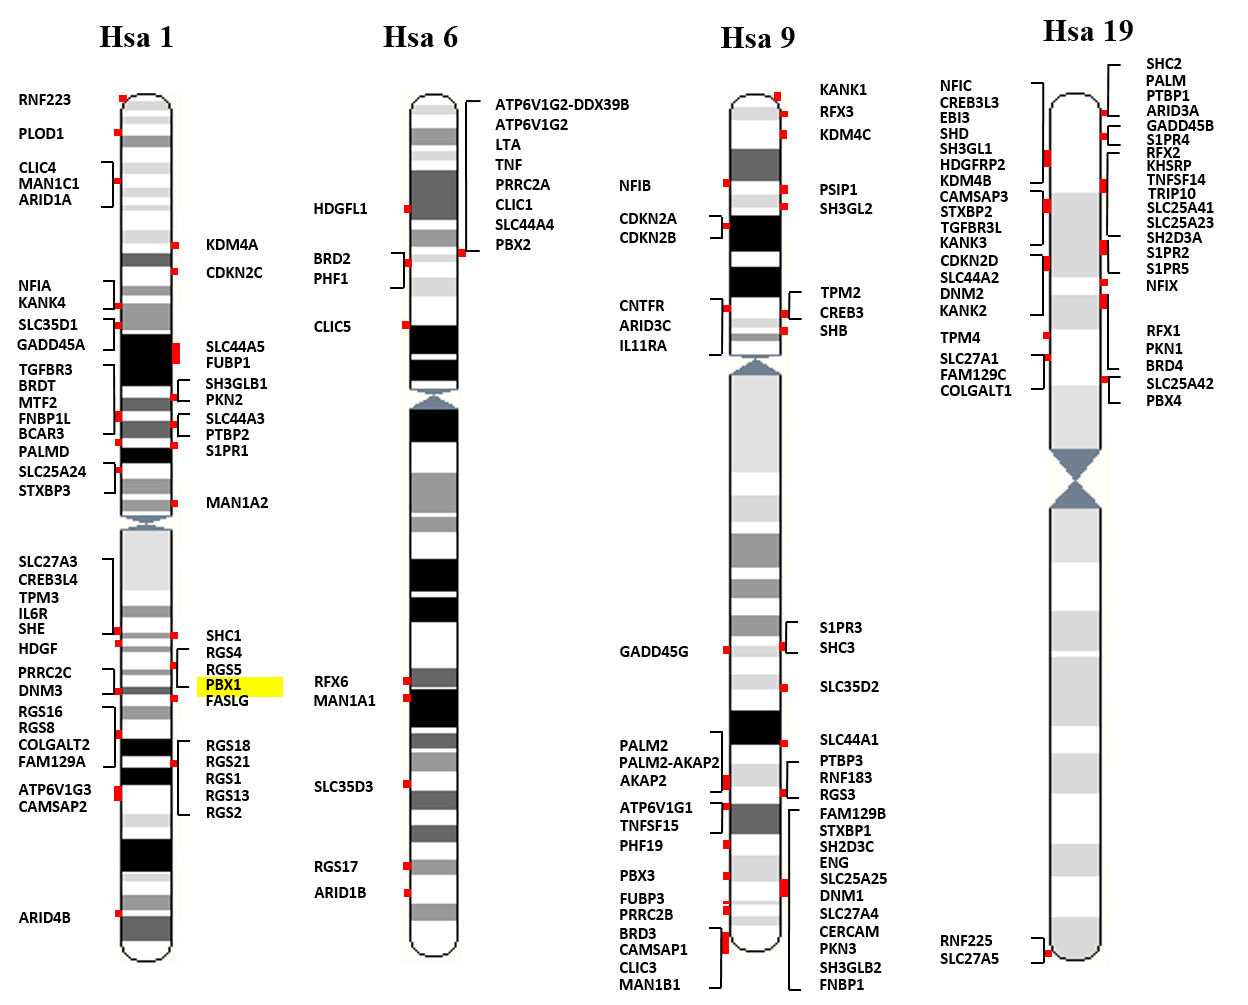 Hsa 1
RNF223
PLOD1
CLIC4
MAN1C1
ARID1A
NFIA
KANK4
SLC35D1
GADD45A
TGFBR3
BRDT
MTF2
FNBP1L
BCAR3
PALMD
SLC25A24
STXBP3
SLC27A3
CREB3L4
TPM3
IL6R
SHE
HDGF
PRRC2C
DNM3
RGS16
RGS8
COLGALT2
FAM129A
ATP6V1G3
CAMSAP2
ARID4B
KDM4A
CDKN2C
SLC44A5
FUBP1
SH3GLB1
PKN2
SLC44A3
PTBP2
S1PR1
MAN1A2
SHC1
RGS4
RGS5
PBX1
FASLG
RGS18
RGS21
RGS1
RGS13
RGS2
Hsa 6
HDGFL1
BRD2
PHF1
CLIC5
RFX6
MAN1A1
SLC35D3
RGS17
ARID1B
ATP6V1G2-DDX39B
ATP6V1G2
LTA
TNF
PRRC2A
CLIC1
SLC44A4
PBX2
Hsa 9
NFIB
CDKN2A
CDKN2B
CNTFR
ARID3C
IL11RA
GADD45G
PALM2
PALM2-AKAP2
AKAP2
ATP6V1G1
TNFSF15
PHF19
PBX3
FUBP3
PRRC2B
BRD3
CAMSAP1
CLIC3
MAN1B1
KANK1
RFX3
KDM4C
PSIP1
SH3GL2
TPM2
CREB3
SHB
S1PR3
SHC3
SLC35D2
SLC44A1
PTBP3
RNF183
RGS3
FAM129B
STXBP1
SH2D3C
ENG
SLC25A25
DNM1
SLC27A4
CERCAM
PKN3
SH3GLB2
FNBP1
Hsa 19
NFIC
CREB3L3
EBI3
SHD
SH3GL1
HDGFRP2
KDM4B
CAMSAP3
STXBP2
TGFBR3L
KANK3
CDKN2D
SLC44A2
DNM2
KANK2
TPM4
SLC27A1
FAM129C
COLGALT1
RNF225
SLC27A5
SHC2
PALM
PTBP1
ARID3A
GADD45B
S1PR4
RFX2
KHSRP
TNFSF14
TRIP10
SLC25A41
SLC25A23
SH2D3A
S1PR2
S1PR5
NFIX
RFX1
PKN1
BRD4
SLC25A42
PBX4